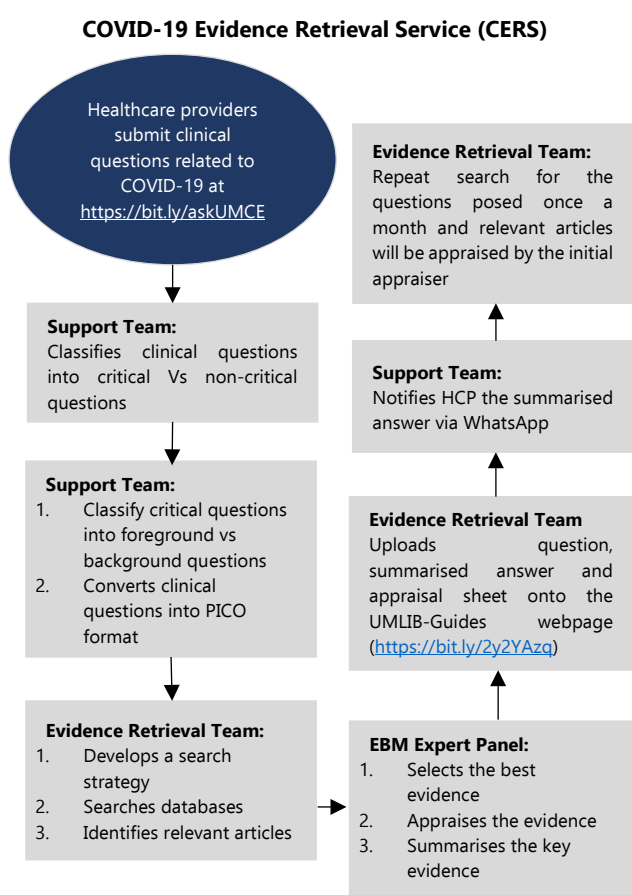 COVID-19 Evidence Retrieval Service (CERS)
Healthcare providers
submit clinical
questions related to
COVID-19 at
https://bit.ly/askUMCE
Support Team:
Classifies clinical questions
into critical Vs non-critical
questions
Support Team:
1. Classify critical questions
into foreground vs
background questions
2. Converts clinical
questions into PICO
format
Evidence Retrieval Team:
1. Develops a search
strategy
2. Searches databases
3. Identifies relevant articles
EBM Expert Panel:
1. Selects the best
evidence
2. Appraises the evidence
3. Summarises the key
evidence
Evidence Retrieval Team
Uploads question,
summarised answer and
appraisal sheet onto the
UMLIB-Guides webpage
(https://bit.ly/2y2YAzq)
Support Team:
Notifies HCP the summarised
answer via WhatsApp
Evidence Retrieval Team:
Repeat search for the
questions posed once a
month and relevant articles
will be appraised by the initial
appraiser